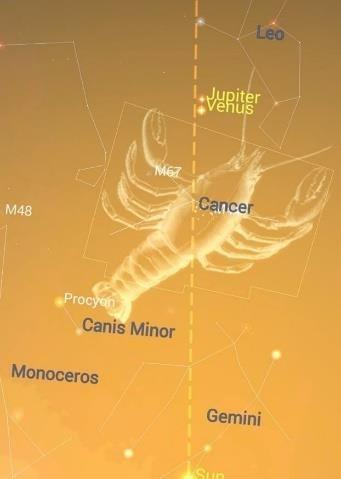 Leo
Jupiter
Venus
M67
Cancer
M48
Procyon
Canis Minor
Monoceros
Gemini
Sun